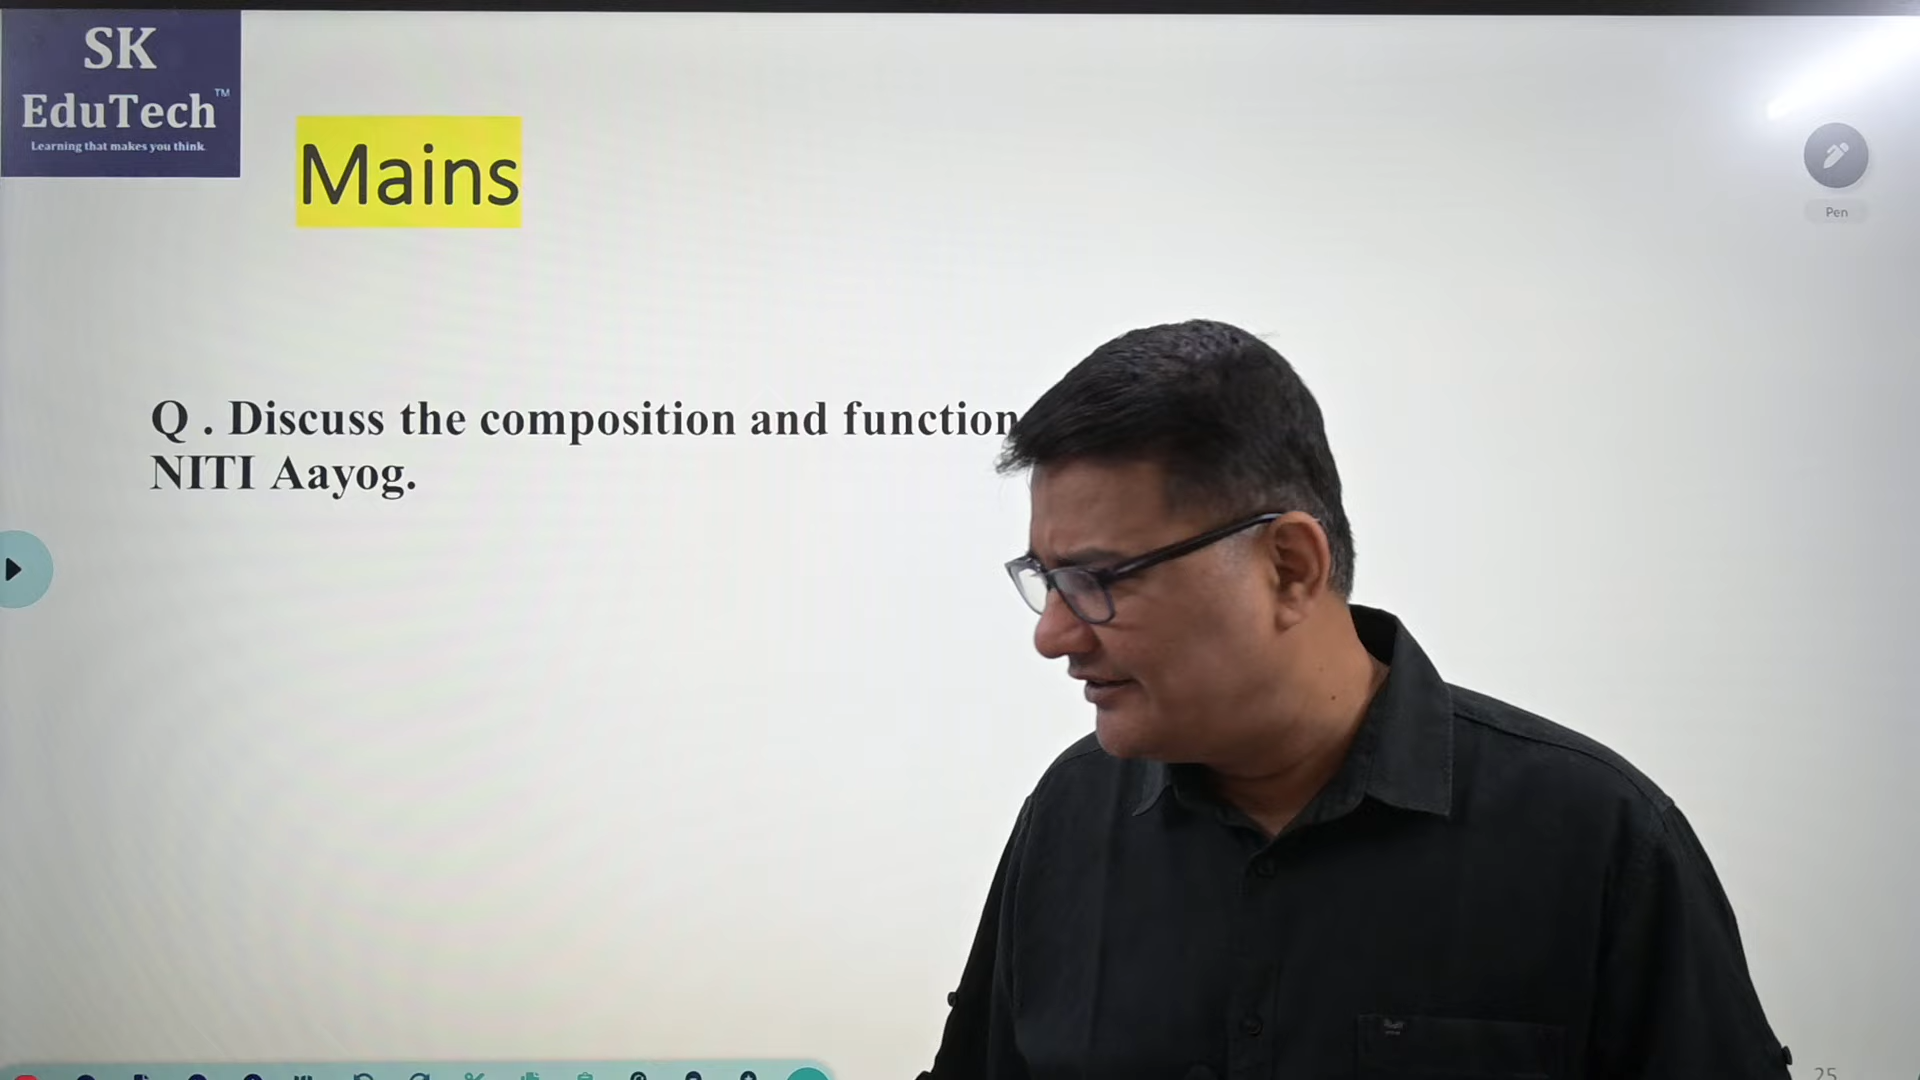 SK
EduTech™
Learning that makes you think.
Mains
Pen
Q . Discuss the composition and function
NITI Aayog.
25